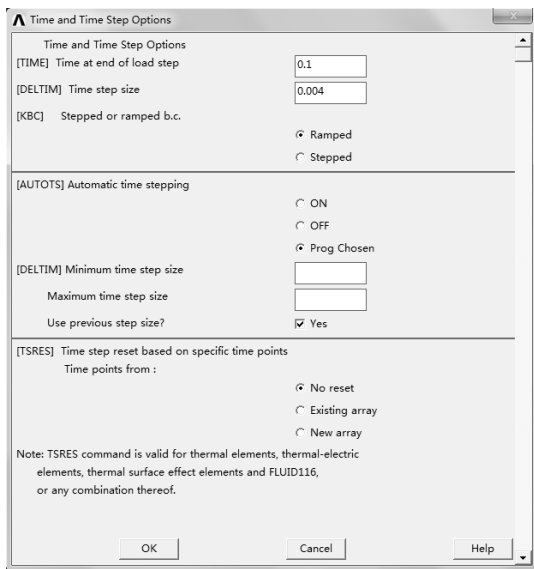 Time and Time Step Options
Time and Time Step Options
[TIME] Time at end of load step 0.1
[DELTIM] Time step size 0.004
[KBC] Stepped or ramped b.c.
Ramped
Stepped
[AUTOTS] Automatic time stepping
ON
OFF
Prog Chosen
[DELTIM] Minimum time step size
Maximum time step size
Use previous step size? Yes
[TSRES] Time step reset based on specific time points
Time points from :
No reset
Existing array
New array
Note: TSRES command is valid for thermal elements, thermal-electric
elements, thermal surface effect elements and FLUID116,
or any combination thereof.
OK Cancel Help